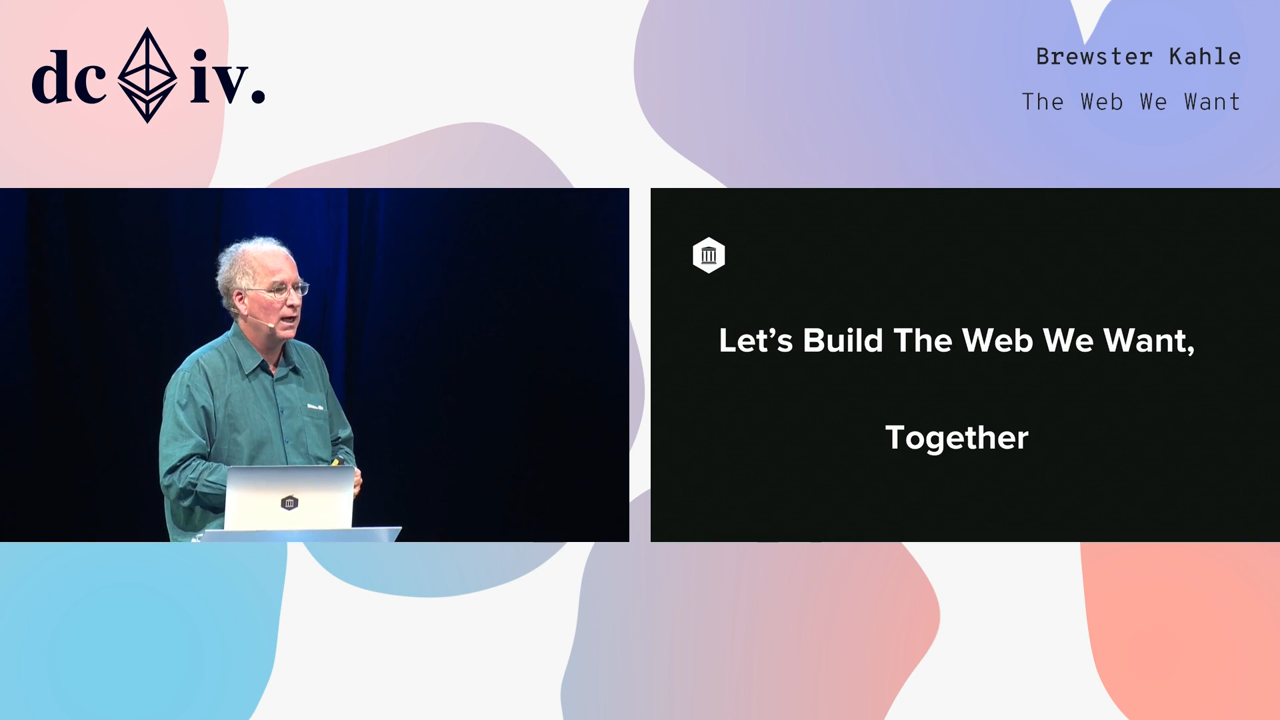 dc iv.
Brewster Kahle
The Web We Want
Let’s Build The Web We Want,
Together